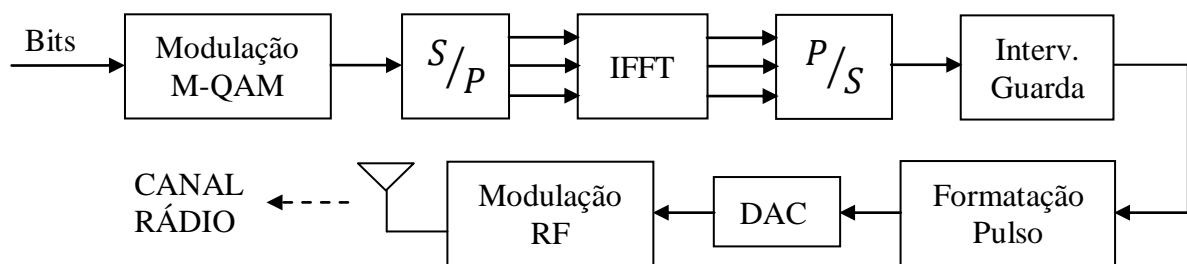 Bits
Modulação
M-QAM
S/P
IFFT
P/S
Interv.
Guarda
CANAL
RÁDIO
Modulação
RF
DAC
Formatação
Pulso